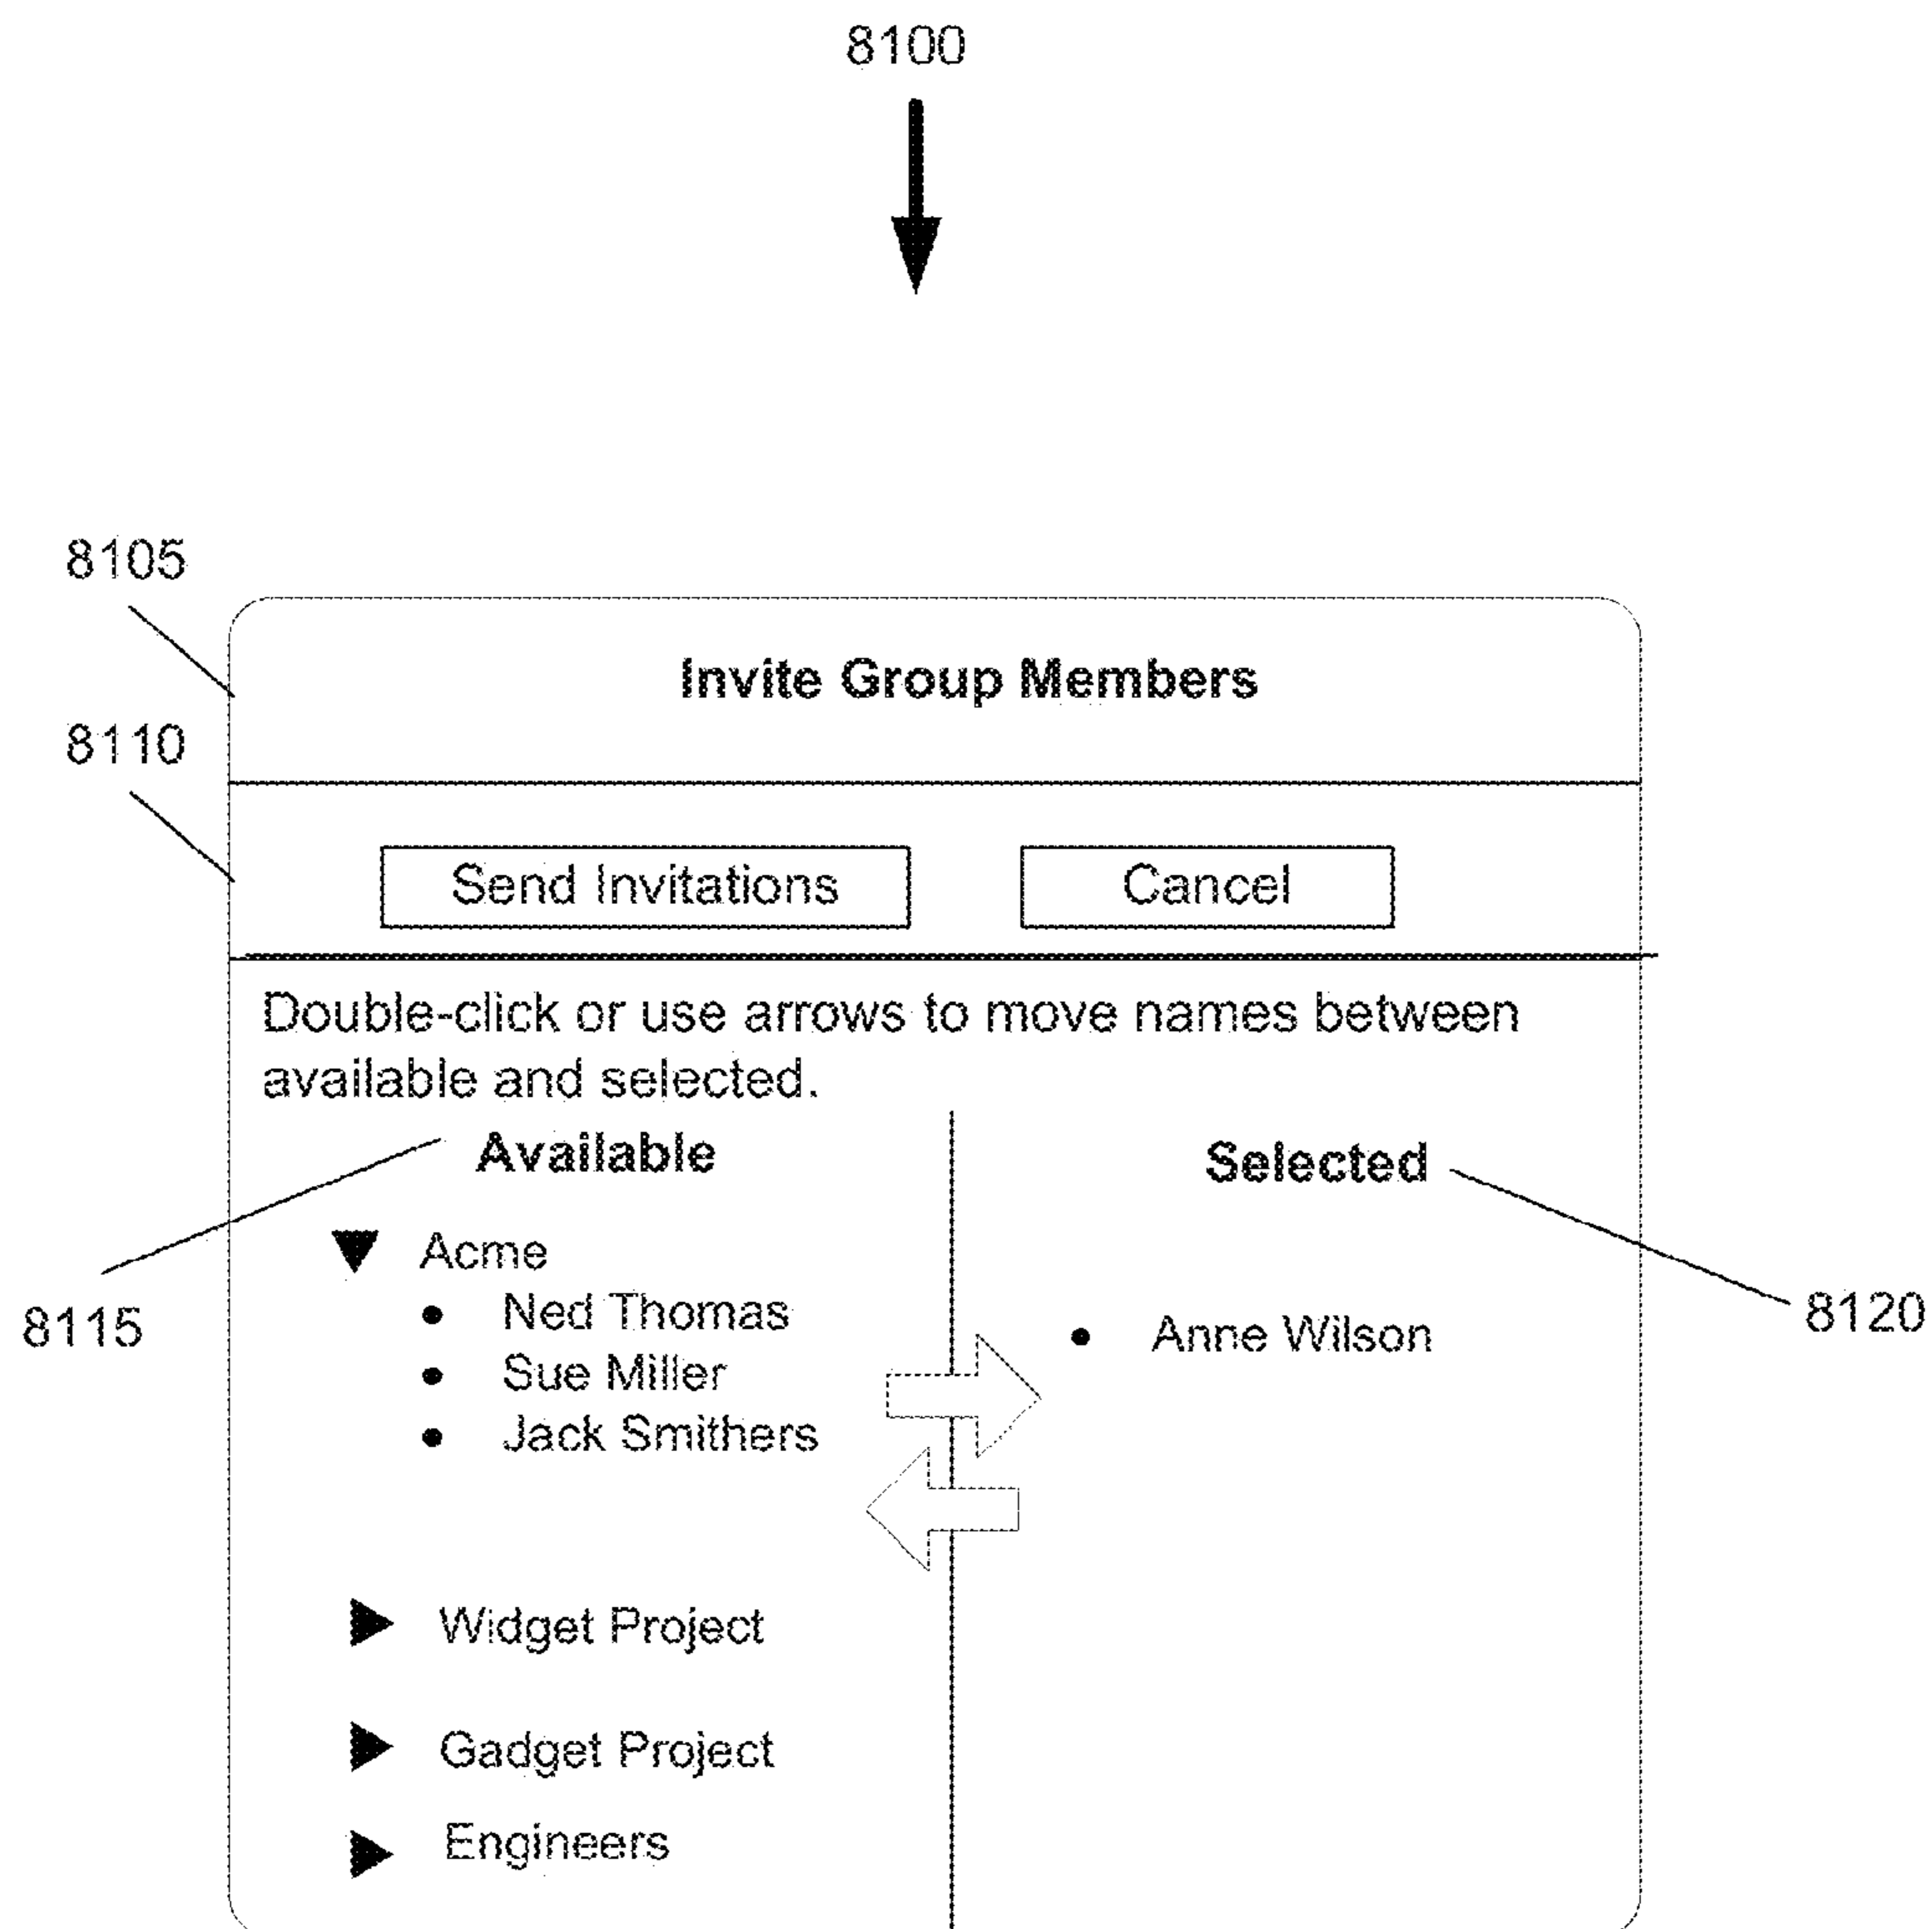 8100
8105
Invite Group Members
8110
Send Invitations Cancel
Double-click or use arrows to move names between
available and selected.
Available Selected
Acme
8115
• Ned Thomas
8120
• Anne Wilson
• Sue Miller
• Jack Smithers
Widget Project
Gadget Project
Engineers